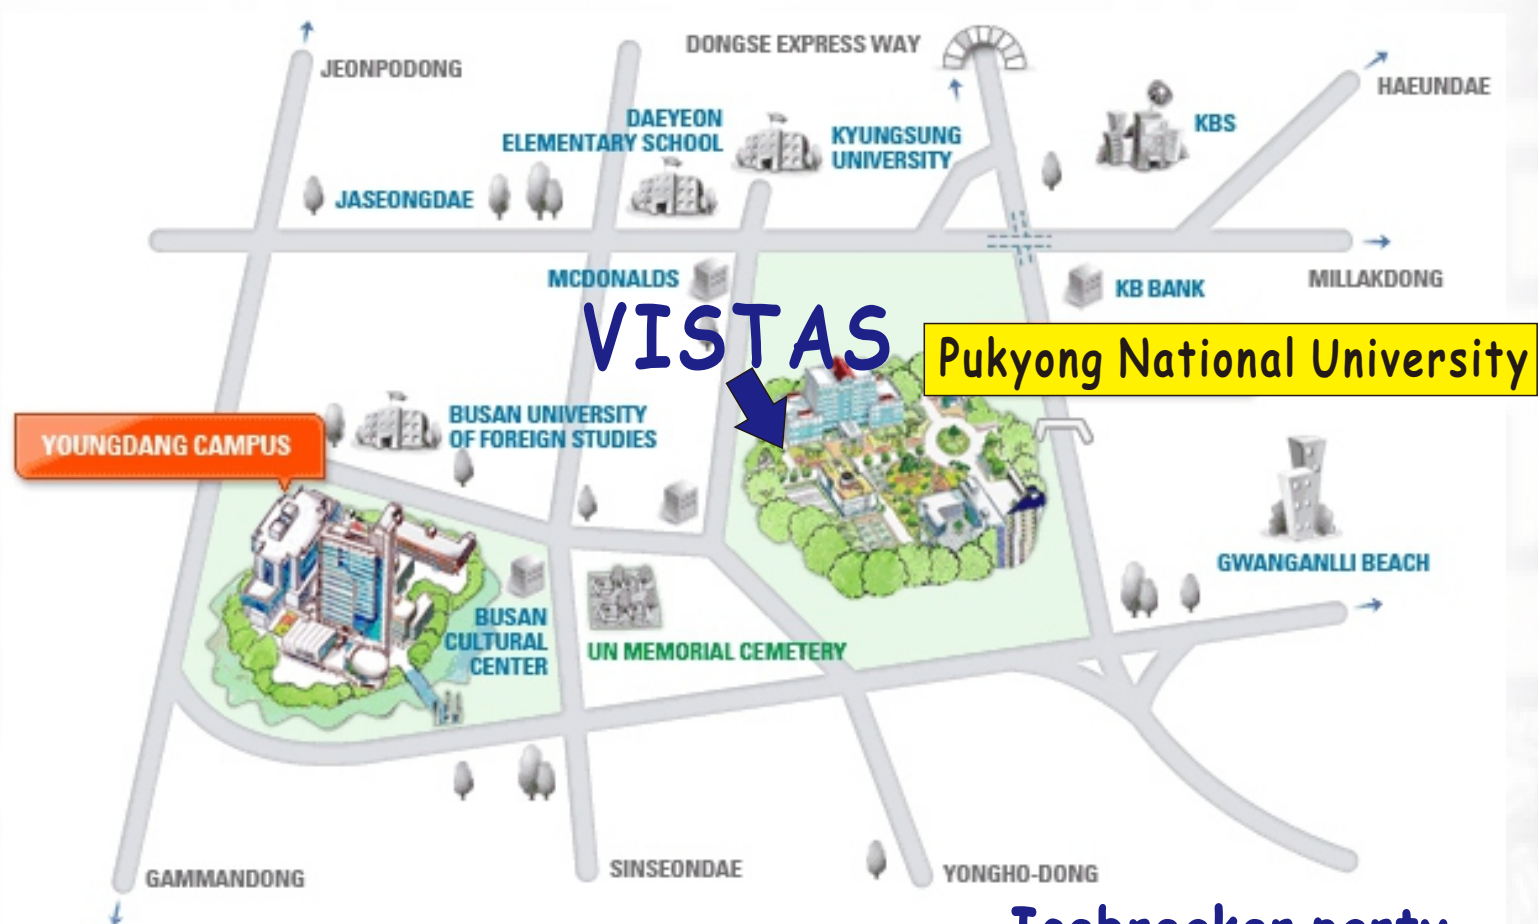 DONGSE EXPRESS WAY
JEONPODONG
HAEUNDAE
DAEYEON
ELEMENTARY SCHOOL
KYUNGSUNG
UNIVERSITY
KBS
JASEONGDAE
MCDONALDS
KB BANK
MILLAKDONG
VISTAS
Pukyong National University
BUSAN UNIVERSITY
OF FOREIGN STUDIES
YOUNGDANG CAMPUS
GWANGANLLI BEACH
BUSAN
CULTURAL
CENTER
UN MEMORIAL CEMETERY
GAMMANDONG
SINSEONDAE
YONGHO-DONG